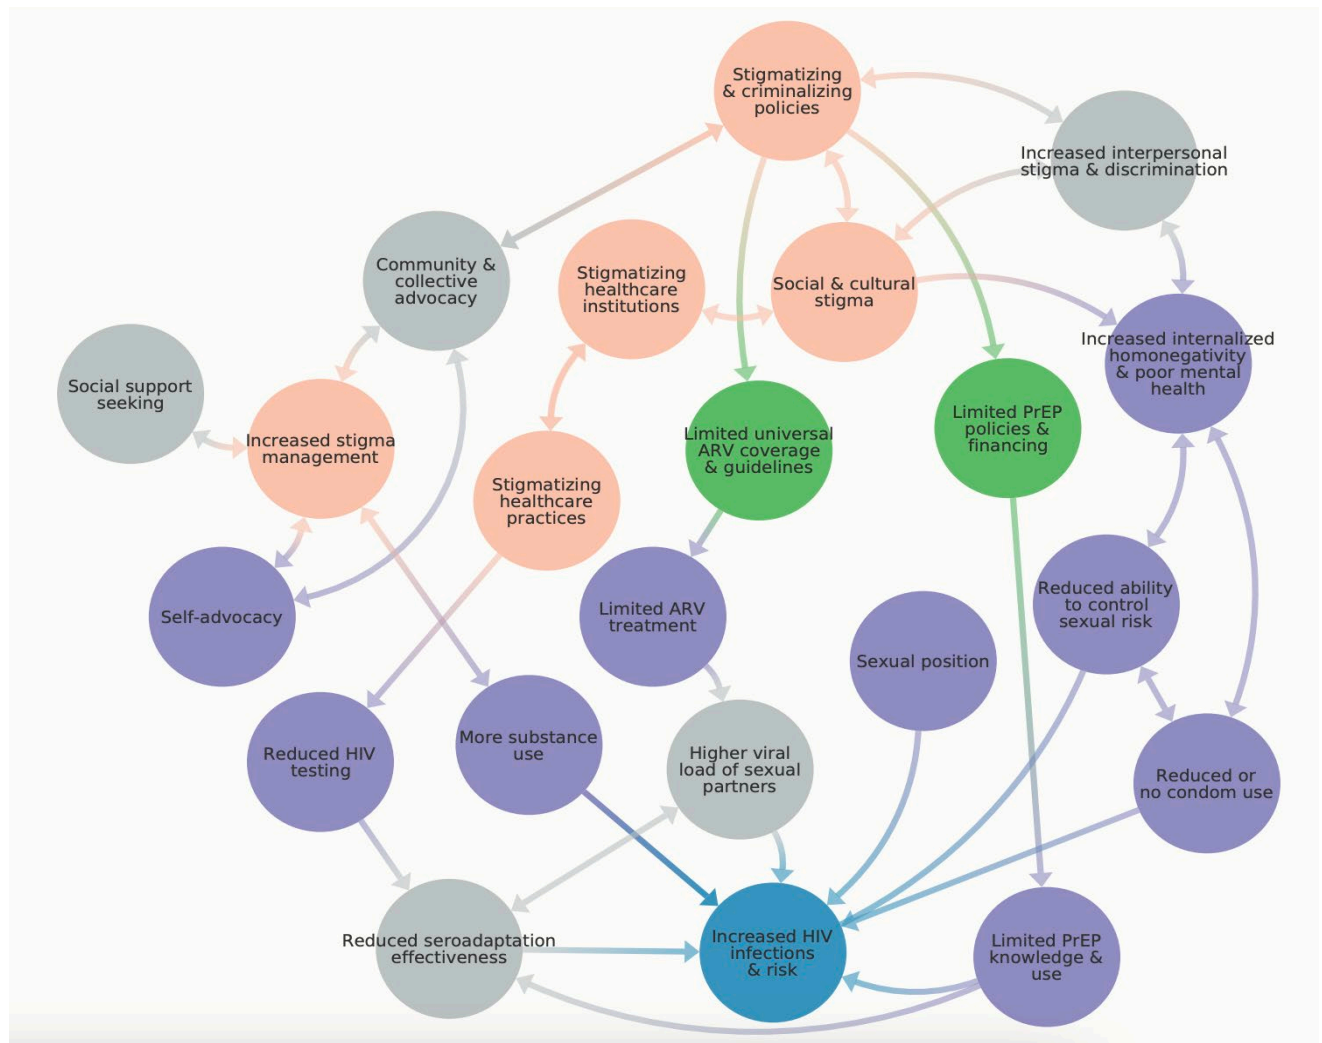 Stigmatizing
& criminalizing
policies
Increased interpersonal
stigma & discrimination
Community &
collective
advocacy
Stigmatizing
healthcare
institutions
Social & cultural
stigma
Increased internalized
homonegativity
& poor mental
health
Social support
seeking
Increased stigma
management
Limited universal
ARV coverage
& guidelines
Limited PrEP
policies &
financing
Stigmatizing
healthcare
practices
Self-advocacy
Limited ARV
treatment
Sexual position
Reduced ability
to control
sexual risk
Reduced HIV
testing
More substance
use
Higher viral
load of sexual
partners
Reduced or
no condom use
Reduced seroadaptation
effectiveness
Increased HIV
infections
& risk
Limited PrEP
knowledge &
use